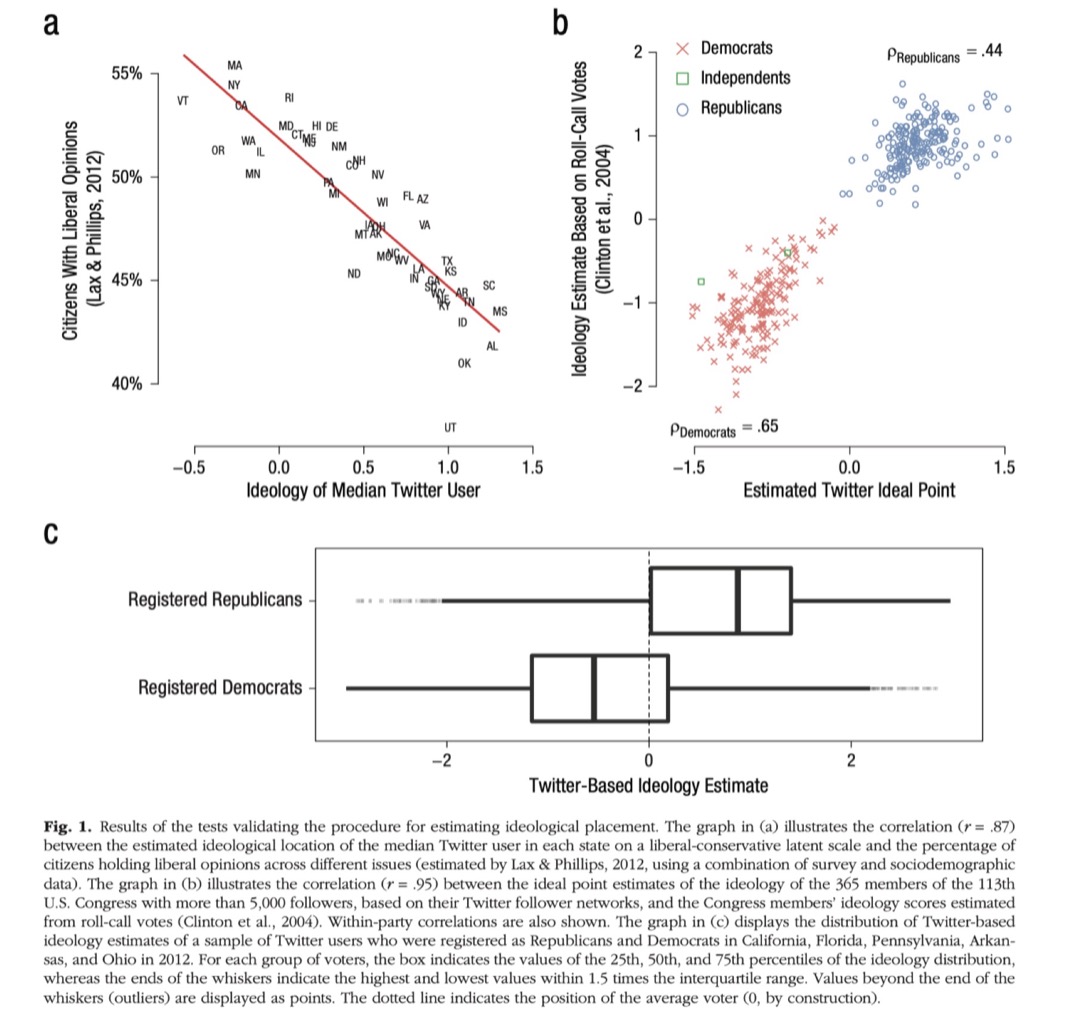 a
Citizens With Liberal Opinions
(Lax & Phillips, 2012)
55%
50%
45%
40%
MA
NY
VT
CA
RI
MD
HI DE
CT
ME
WA
OR
IL
NM
MN
CO
NH
NV
PA
MI
WI
FL AZ
VA
MT
AK
WV
ND
LA
TX
KS
IN
GA
SC
AR
TN
KY
MS
ID
AL
OK
UT
−0.5 0.0 0.5 1.0 1.5
Ideology of Median Twitter User
b
Ideology Estimate Based on Roll-Call Votes
(Clinton et al., 2004)
2
1
0
−1
−2
Democrats
Independents
Republicans
ρRepublicans = .44
ρDemocrats = .65
−1.5 0.0 1.5
Estimated Twitter Ideal Point
c
Registered Republicans
Registered Democrats
−2 0 2
Twitter-Based Ideology Estimate
Fig. 1. Results of the tests validating the procedure for estimating ideological placement. The graph in (a) illustrates the correlation (r = .87)
between the estimated ideological location of the median Twitter user in each state on a liberal-conservative latent scale and the percentage of
citizens holding liberal opinions across different issues (estimated by Lax & Phillips, 2012, using a combination of survey and sociodemographic
data). The graph in (b) illustrates the correlation (r = .95) between the ideal point estimates of the ideology of the 365 members of the 113th
U.S. Congress with more than 5,000 followers, based on their Twitter follower networks, and the Congress members' ideology scores estimated
from roll-call votes (Clinton et al., 2004). Within-party correlations are also shown. The graph in (c) displays the distribution of Twitter-based
ideology estimates of a sample of Twitter users who were registered as Republicans and Democrats in California, Florida, Pennsylvania, Arkan-
sas, and Ohio in 2012. For each group of voters, the box indicates the values of the 25th, 50th, and 75th percentiles of the ideology distribution,
whereas the ends of the whiskers indicate the highest and lowest values within 1.5 times the interquartile range. Values beyond the end of the
whiskers (outliers) are displayed as points. The dotted line indicates the position of the average voter (0, by construction).